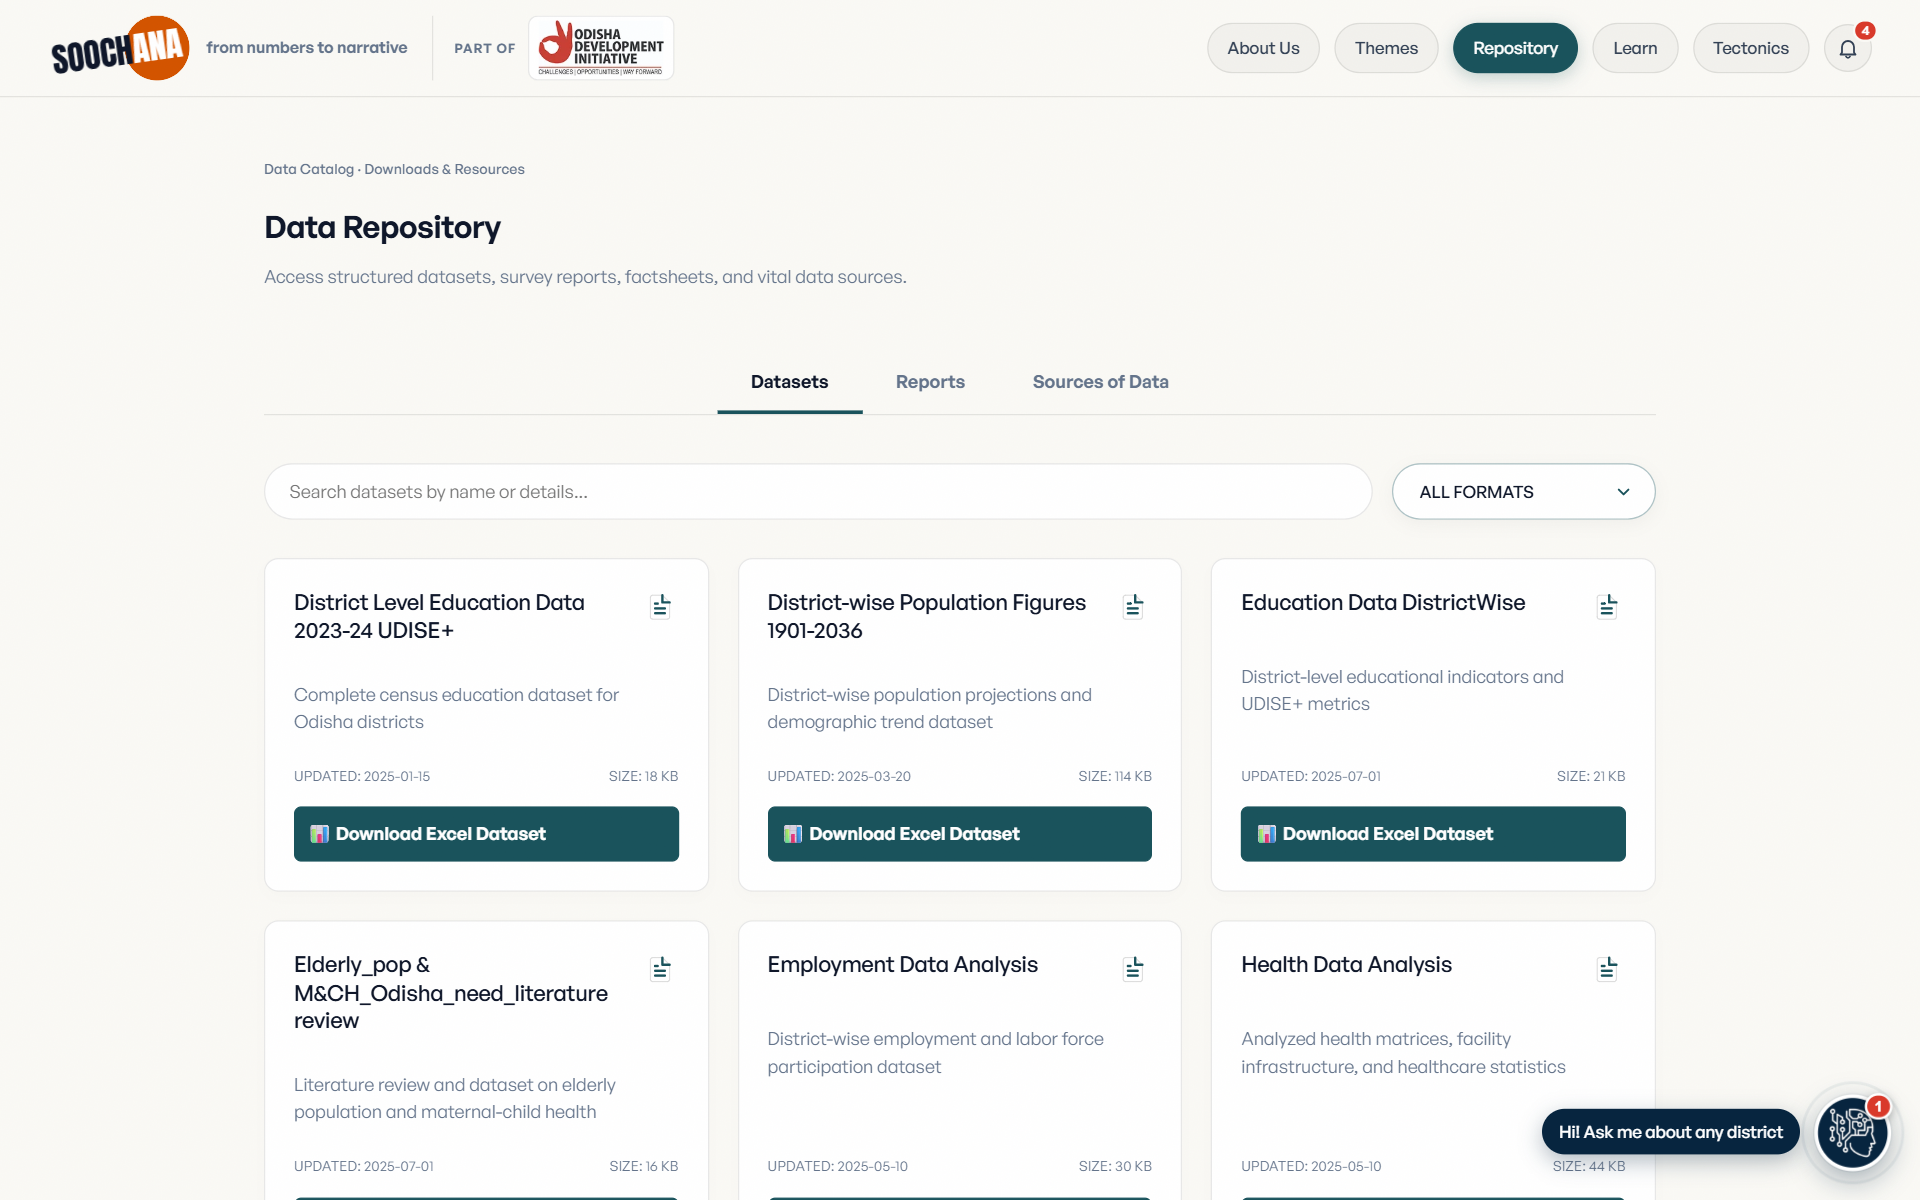 SOOCHANA
from numbers to narrative
PART OF
ODISHA
DEVELOPMENT
INITIATIVE
CHALLENGES | OPPORTUNITIES | WAY FORWARD
About Us
Themes
Repository
Learn
Tectonics
4
Data Catalog · Downloads & Resources
Data Repository
Access structured datasets, survey reports, factsheets, and vital data sources.
Datasets
Reports
Sources of Data
Search datasets by name or details...
ALL FORMATS
District Level Education Data
2023-24 UDISE+
Complete census education dataset for
Odisha districts
UPDATED: 2025-01-15
SIZE: 18 KB
Download Excel Dataset
District-wise Population Figures
1901-2036
District-wise population projections and
demographic trend dataset
UPDATED: 2025-03-20
SIZE: 114 KB
Download Excel Dataset
Education Data DistrictWise
District-level educational indicators and
UDISE+ metrics
UPDATED: 2025-07-01
SIZE: 21 KB
Download Excel Dataset
Elderly_pop &
M&CH_Odisha_need_literature
review
Literature review and dataset on elderly
population and maternal-child health
UPDATED: 2025-07-01
SIZE: 16 KB
Employment Data Analysis
District-wise employment and labor force
participation dataset
UPDATED: 2025-05-10
SIZE: 30 KB
Health Data Analysis
Analyzed health matrices, facility
infrastructure, and healthcare statistics
UPDATED: 2025-05-10
SIZE: 44 KB
Hi! Ask me about any district
1